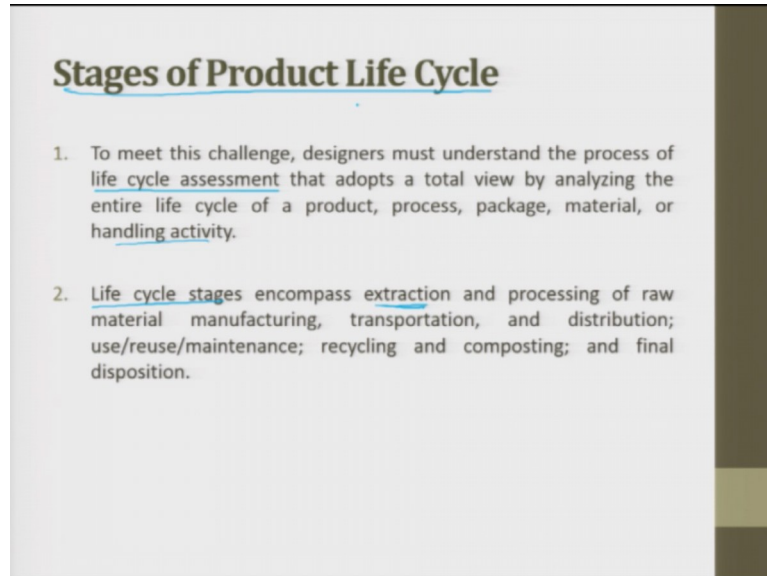 Stages of Product Life Cycle
1. To meet this challenge, designers must understand the process of
life cycle assessment that adopts a total view by analyzing the
entire life cycle of a product, process, package, material, or
handling activity.
2. Life cycle stages encompass extraction and processing of raw
material manufacturing, transportation, and distribution;
use/reuse/maintenance; recycling and composting; and final
disposition.